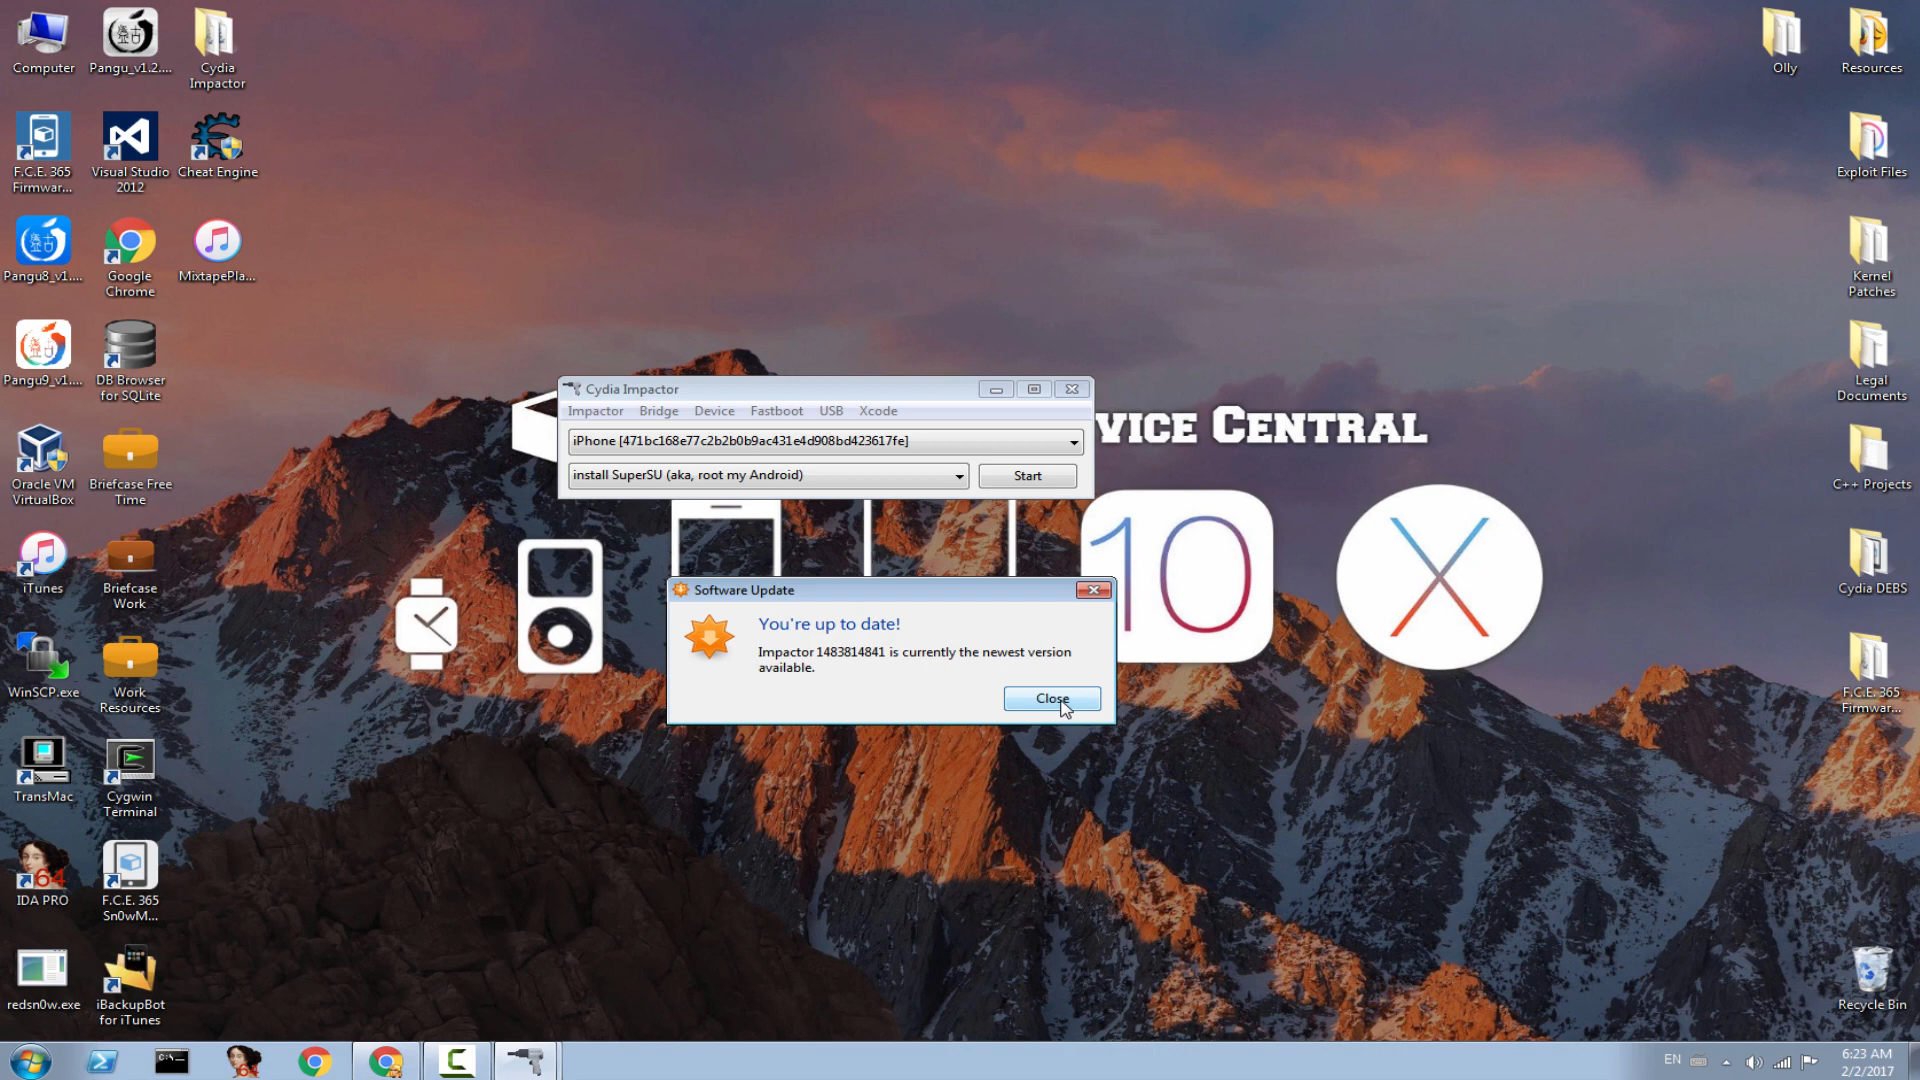 Computer
Pangu_v1.2....
Cydia
Impactor
Olly
Resources
F.C.E. 365
Firmwar...
Visual Studio
2012
Cheat Engine
Exploit Files
Pangu8_v1....
Google
Chrome
MixtapePla...
Kernel
Patches
Pangu9_v1....
DB Browser
for SQLite
Legal
Documents
Oracle VM
VirtualBox
Briefcase Free
Time
C++ Projects
iTunes
Briefcase
Work
Cydia DEBS
WinSCP.exe
Work
Resources
F.C.E. 365
Firmwar...
TransMac
Cygwin
Terminal
64
IDA PRO
F.C.E. 365
Sn0wM...
redsn0w.exe
iBackupBot
for iTunes
Recycle Bin
Cydia Impactor
Impactor Bridge Device Fastboot USB Xcode
iPhone [471bc168e77c2b2b0b9ac431e4d908bd423617fe]
install SuperSU (aka, root my Android)
Start
VICE CENTRAL
10
X
Software Update
You're up to date!
Impactor 1483814841 is currently the newest version
available.
Close
C:\
64
C
EN
6:23 AM
2/2/2017